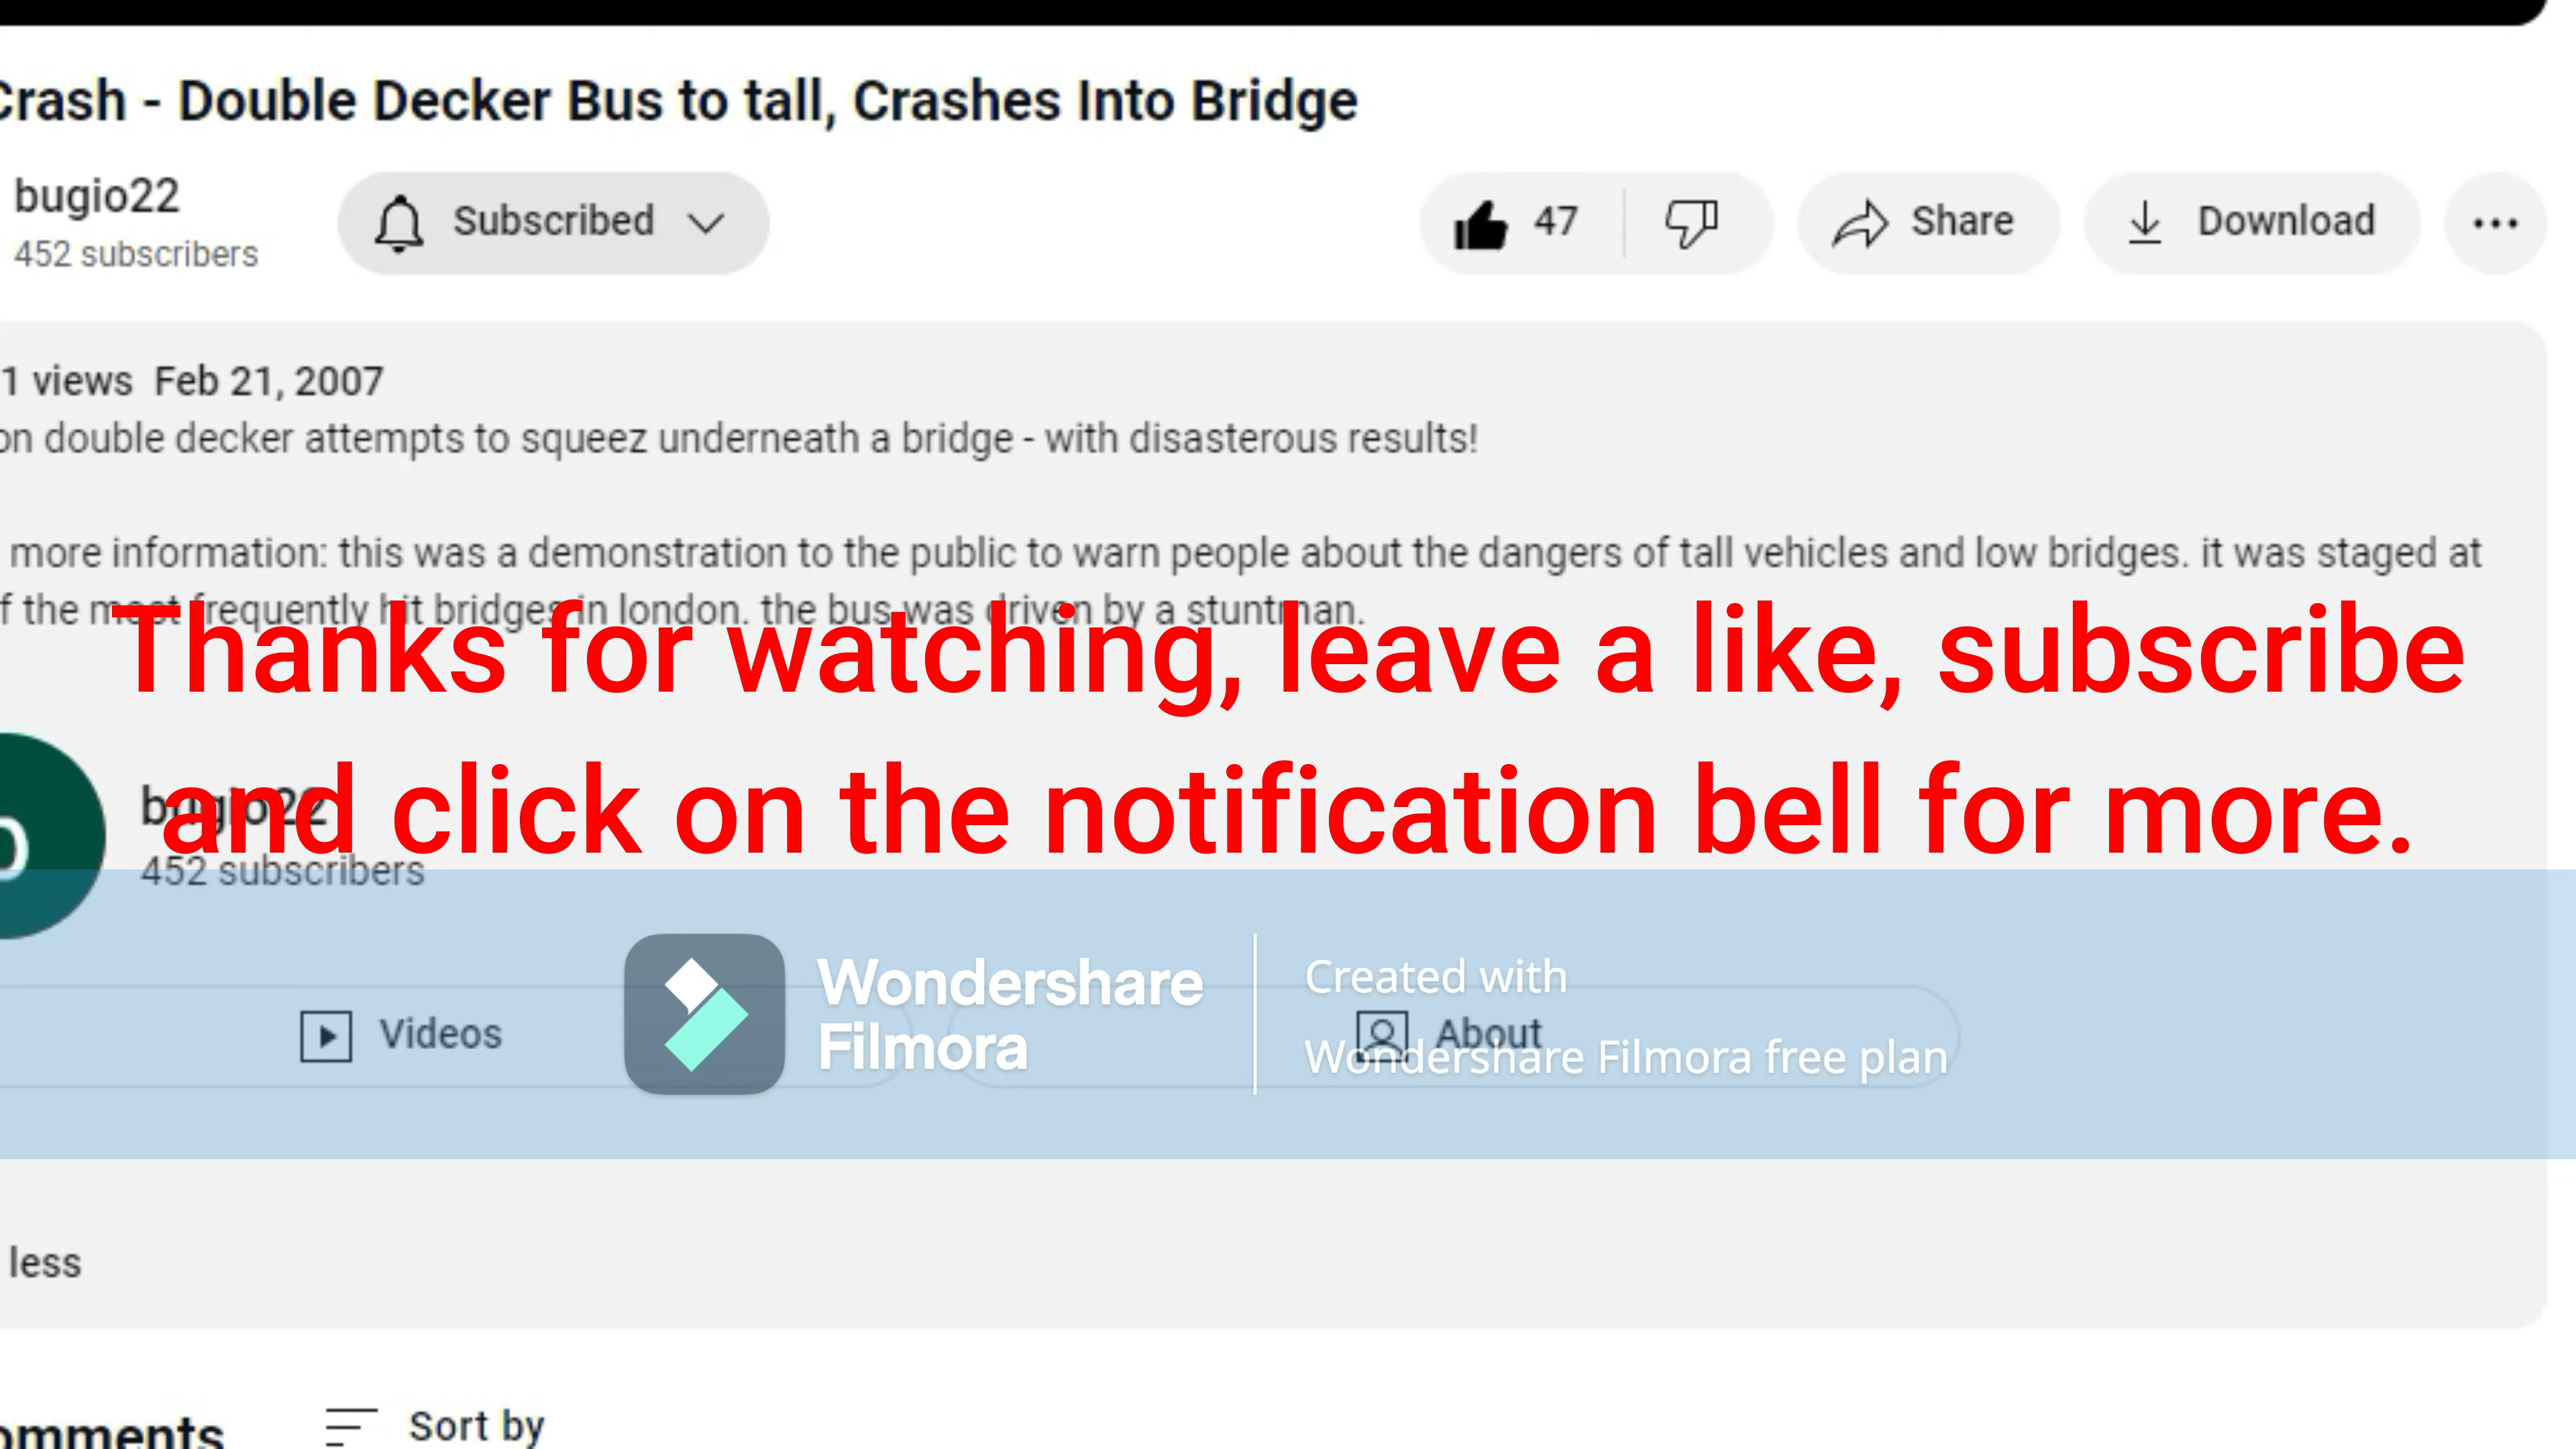 Crash - Double Decker Bus to tall, Crashes Into Bridge
bugio22
452 subscribers
Subscribed
47
Share
Download
1 views Feb 21, 2007
on double decker attempts to squeez underneath a bridge - with disasterous results!
more information: this was a demonstration to the public to warn people about the dangers of tall vehicles and low bridges. it was staged at
f the most frequently hit bridges in london. the bus was driven by a stuntman.
Thanks for watching, leave a like, subscribe
and click on the notification bell for more.
bugio22
452 subscribers
Videos
Wondershare
Filmora
Created with
About
Wondershare Filmora free plan
less
omments
Sort by